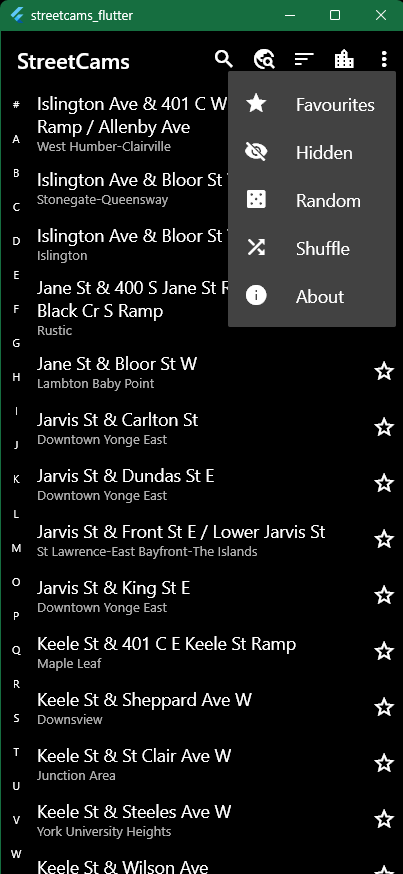 streetcams_flutter
StreetCams
#
A
B
C
D
E
F
G
H
I
J
K
L
M
O
P
Q
R
S
T
U
V
W
Islington Ave & 401 C W
Ramp / Allenby Ave
West Humber-Clairville
Islington Ave & Bloor St
Stonegate-Queensway
Islington Ave & Bloor St
Islington
Jane St & 400 S Jane St
Black Cr S Ramp
Rustic
Jane St & Bloor St W
Lambton Baby Point
Jarvis St & Carlton St
Downtown Yonge East
Jarvis St & Dundas St E
Downtown Yonge East
Jarvis St & Front St E / Lower Jarvis St
St Lawrence-East Bayfront-The Islands
Jarvis St & King St E
Downtown Yonge East
Keele St & 401 C E Keele St Ramp
Maple Leaf
Keele St & Sheppard Ave W
Downsview
Keele St & St Clair Ave W
Junction Area
Keele St & Steeles Ave W
York University Heights
Keele St & Wilson Ave
Favourites
Hidden
Random
Shuffle
About